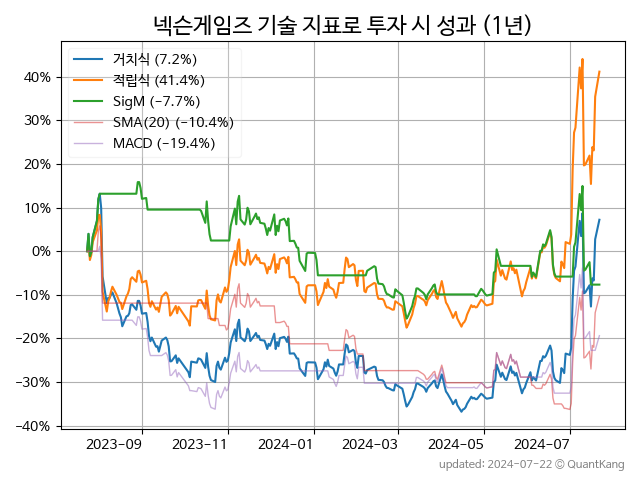 넥슨게임즈 기술 지표로 투자 시 성과 (1년)
거치식 (7.2%)
적립식 (41.4%)
SigM (−7.7%)
SMA(20) (−10.4%)
MACD (−19.4%)
40%
30%
20%
10%
0%
−10%
−20%
−30%
−40%
2023-09 2023-11 2024-01 2024-03 2024-05 2024-07
updated: 2024-07-22 © QuantKang